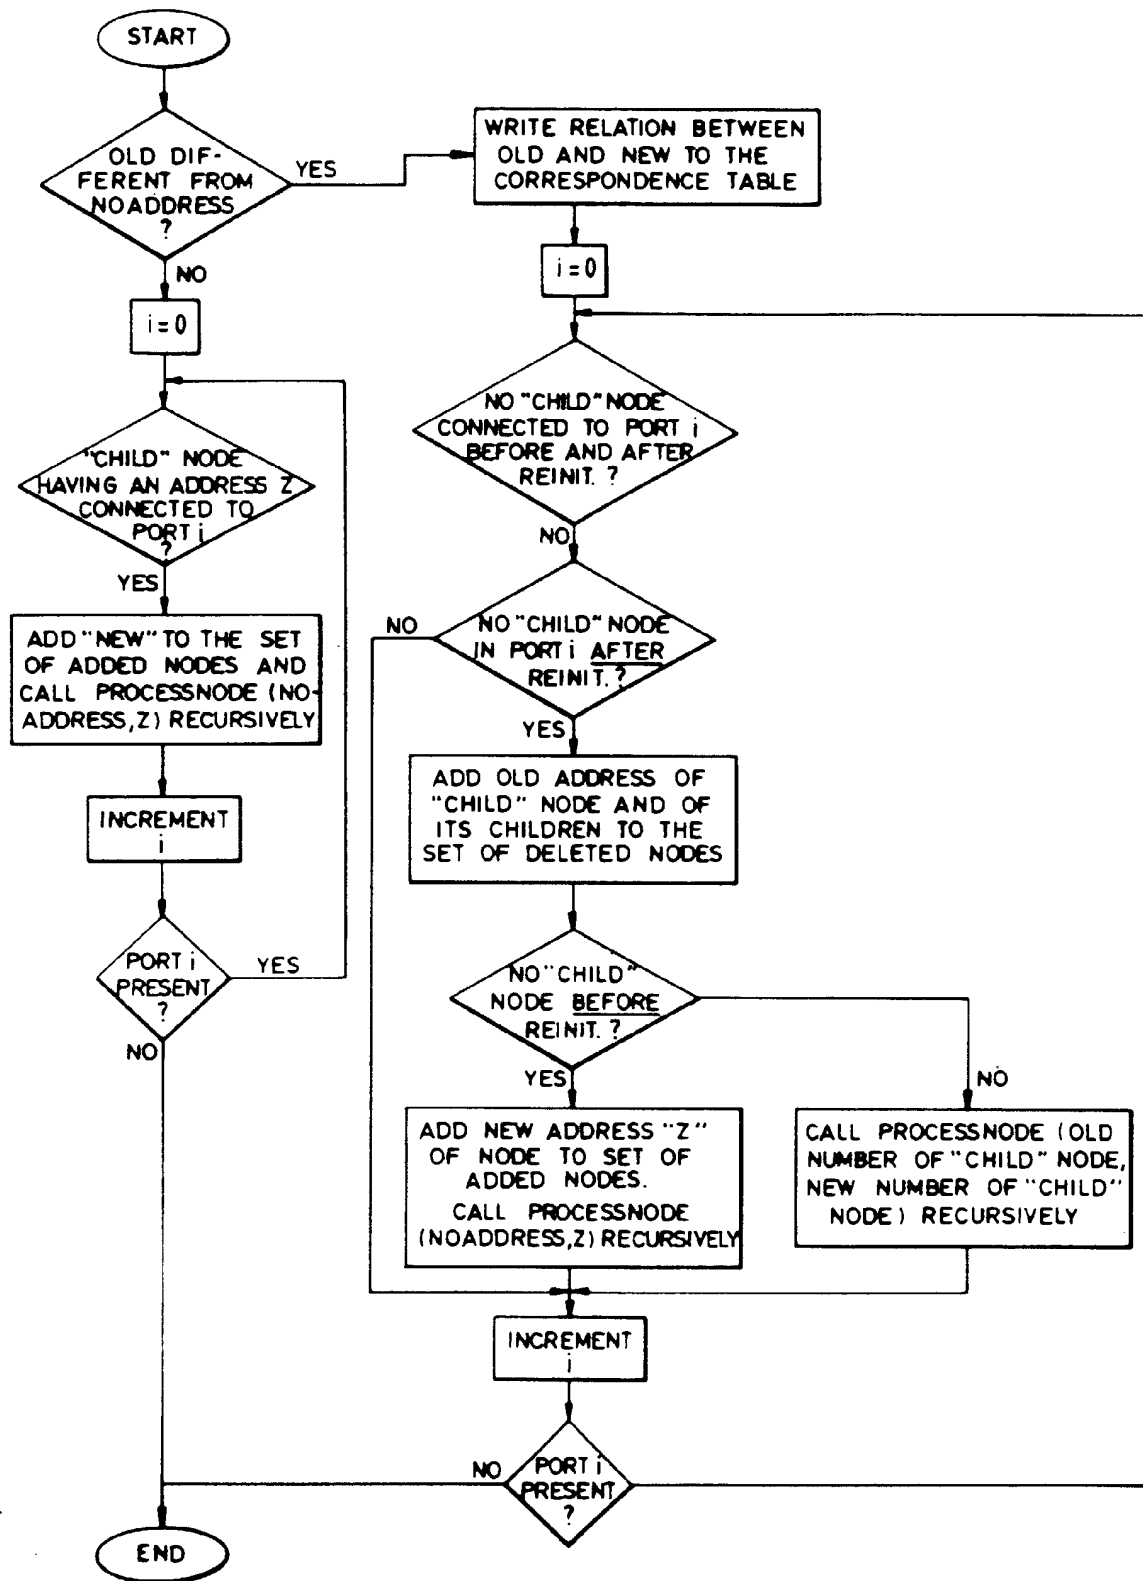 START
OLD DIF-
FERENT FROM
NOADDRESS
?
YES
NO
i = 0
"CHILD" NODE
HAVING AN ADDRESS Z
CONNECTED TO
PORT i
?
YES
ADD "NEW" TO THE SET
OF ADDED NODES AND
CALL PROCESSNODE (NO-
ADDRESS,Z) RECURSIVELY
INCREMENT
i
PORT i
PRESENT
?
YES
NO
END
WRITE RELATION BETWEEN
OLD AND NEW TO THE
CORRESPONDENCE TABLE
i = 0
NO "CHILD" NODE
CONNECTED TO PORT i
BEFORE AND AFTER
REINIT. ?
NO
NO "CHILD" NODE
IN PORT i AFTER
REINIT. ?
NO
YES
ADD OLD ADDRESS OF
"CHILD" NODE AND OF
ITS CHILDREN TO THE
SET OF DELETED NODES
NO "CHILD"
NODE BEFORE
REINIT. ?
YES
NO
ADD NEW ADDRESS "Z"
OF NODE TO SET OF
ADDED NODES.
CALL PROCESSNODE
(NOADDRESS,Z) RECURSIVELY
CALL PROCESSNODE (OLD
NUMBER OF "CHILD" NODE,
NEW NUMBER OF "CHILD"
NODE) RECURSIVELY
INCREMENT
i
PORT i
PRESENT
?
NO